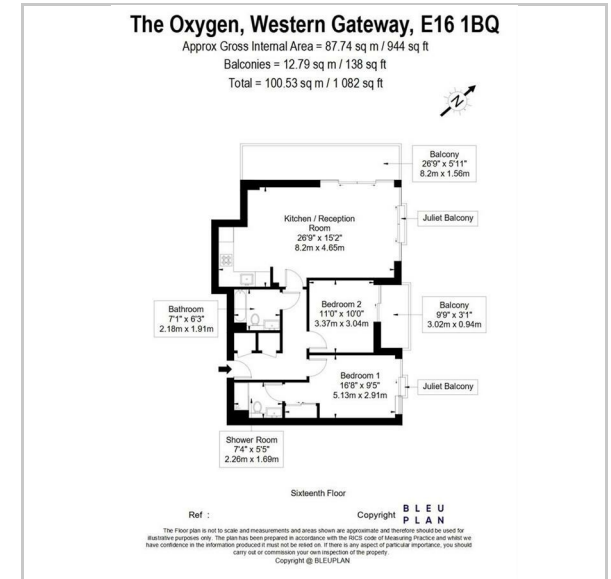 The Oxygen, Western Gateway, E16 1BQ
Approx Gross Internal Area = 87.74 sq m / 944 sq ft
Balconies = 12.79 sq m / 138 sq ft
Total = 100.53 sq m / 1 082 sq ft
N
Balcony
26'9" x 5'11"
8.2m x 1.56m
Kitchen / Reception
Room
26'9" x 15'2"
8.2m x 4.65m
Juliet Balcony
Bathroom
7'1" x 6'3"
2.18m x 1.91m
Bedroom 2
11'0" x 10'0"
3.37m x 3.04m
Balcony
9'9" x 3'1"
3.02m x 0.94m
Bedroom 1
16'8" x 9'5"
5.13m x 2.91m
Juliet Balcony
Shower Room
7'4" x 5'5"
2.26m x 1.69m
Sixteenth Floor
Ref :
Copyright
BLEU
PLAN
The Floor plan is not to scale and measurements and areas shown are approximate and therefore should be used for
illustrative purposes only. The plan has been prepared in accordance with the RICS code of Measuring Practice and whilst we
have confidence in the information produced it must not be relied on. If there is any aspect of particular importance, you should
carry out or commission your own inspection of the property.
Copyright @ BLEUPLAN